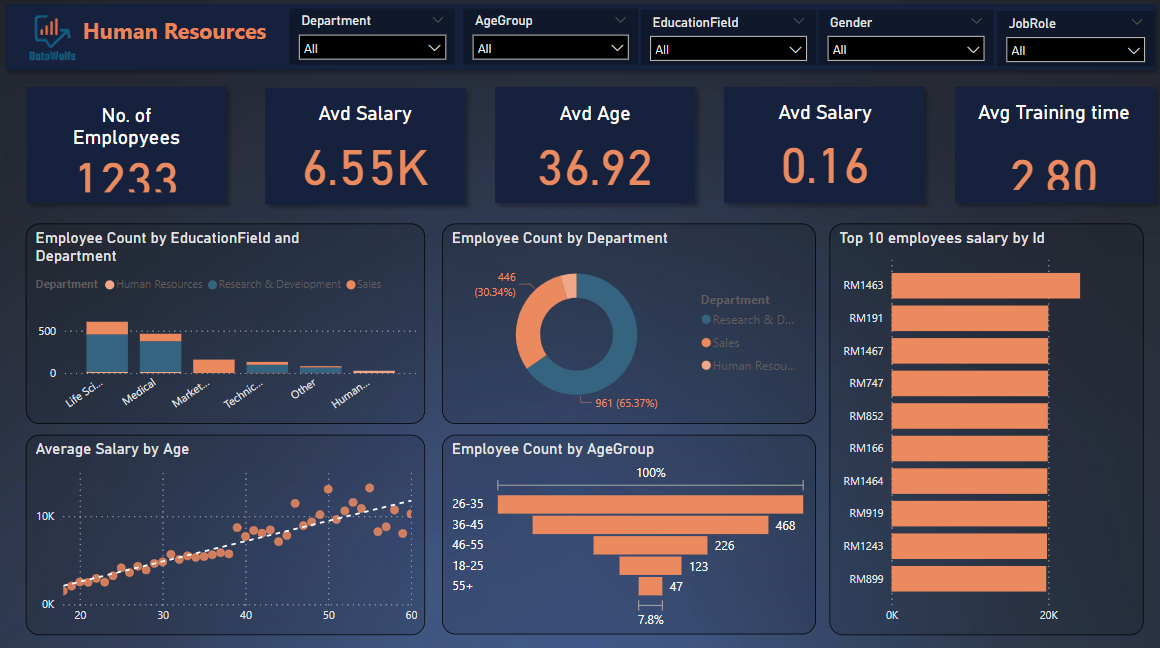 DataWolfs
Human Resources
Department
All
AgeGroup
All
EducationField
All
Gender
All
JobRole
All
No. of
Emplopyees
1233
Avd Salary
6.55K
Avd Age
36.92
Avd Salary
0.16
Avg Training time
2.80
Employee Count by EducationField and
Department
Department Human Resources Research & Development Sales
500
0
Life Sci...
Medical
Market...
Technic...
Other
Human...
Employee Count by Department
446
(30.34%)
961 (65.37%)
Department
Research & D...
Sales
Human Resou...
Top 10 employees salary by Id
RM1463
RM191
RM1467
RM747
RM852
RM166
RM1464
RM919
RM1243
RM899
0K 20K
Average Salary by Age
10K
0K
20 30 40 50 60
Employee Count by AgeGroup
100%
26-35
36-45 468
46-55 226
18-25 123
55+ 47
7.8%